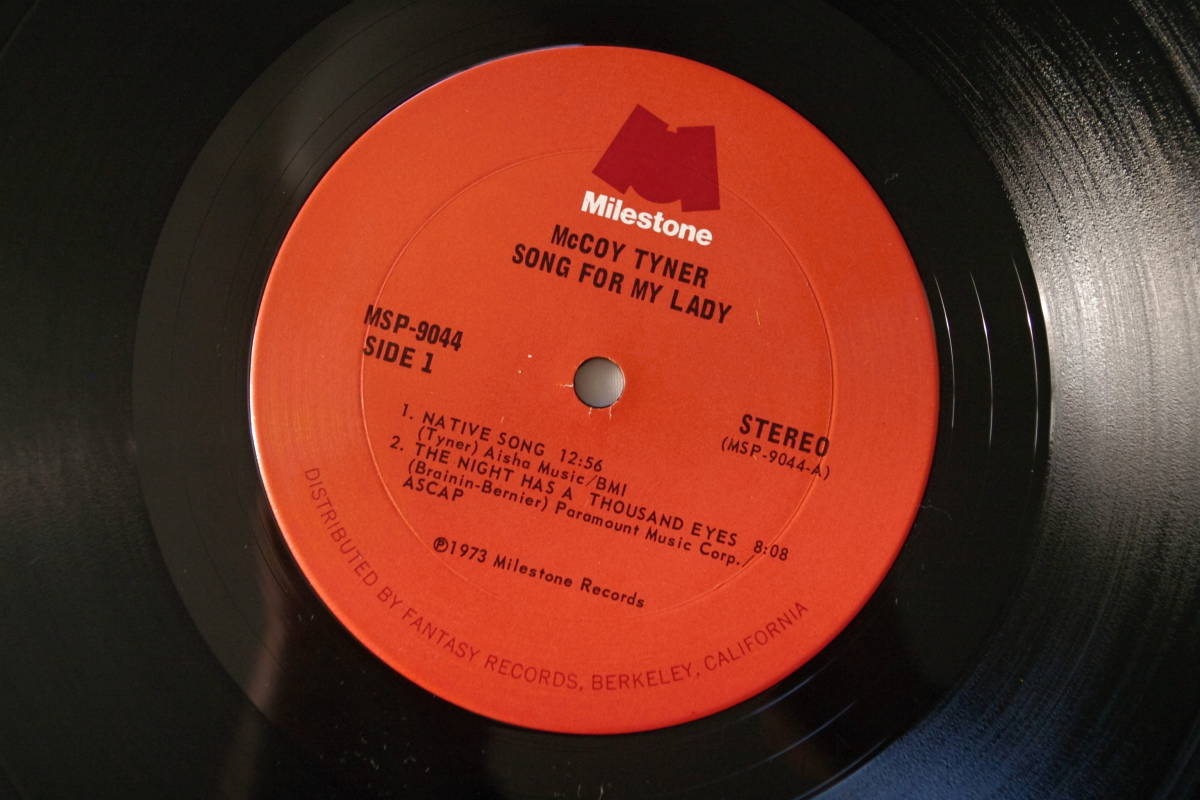 Milestone
McCOY TYNER
SONG FOR MY LADY
MSP-9044
SIDE 1
STEREO
(MSP-9044-A)
1. NATIVE SONG 12:56
(Tyner) Aisha Music/BMI
2. THE NIGHT HAS A THOUSAND EYES 8:08
(Brainin-Bernier) Paramount Music Corp./
ASCAP
℗1973 Milestone Records
DISTRIBUTED BY FANTASY RECORDS, BERKELEY, CALIFORNIA